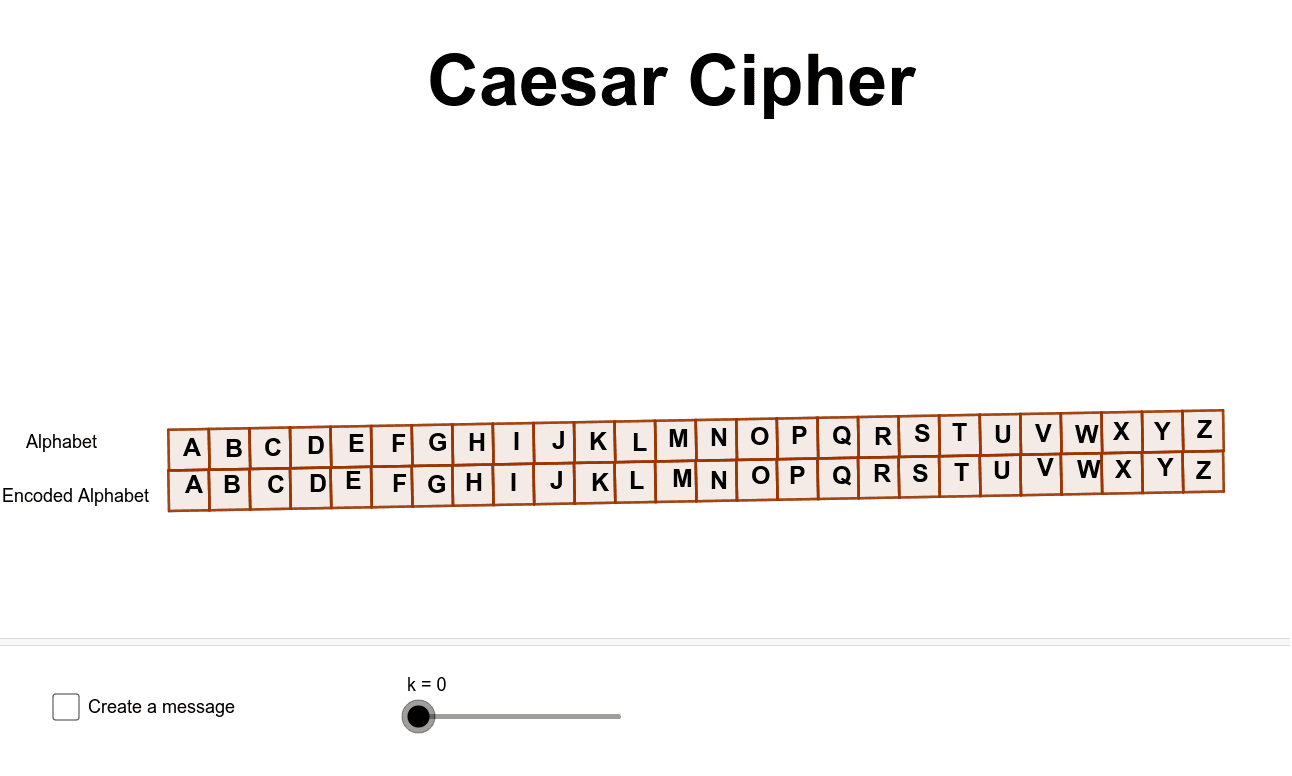 Caesar Cipher
Alphabet A B C D E F G H I J K L M N O P Q R S T U V W X Y Z
Encoded Alphabet A B C D E F G H I J K L M N O P Q R S T U V W X Y Z
k = 0
Create a message